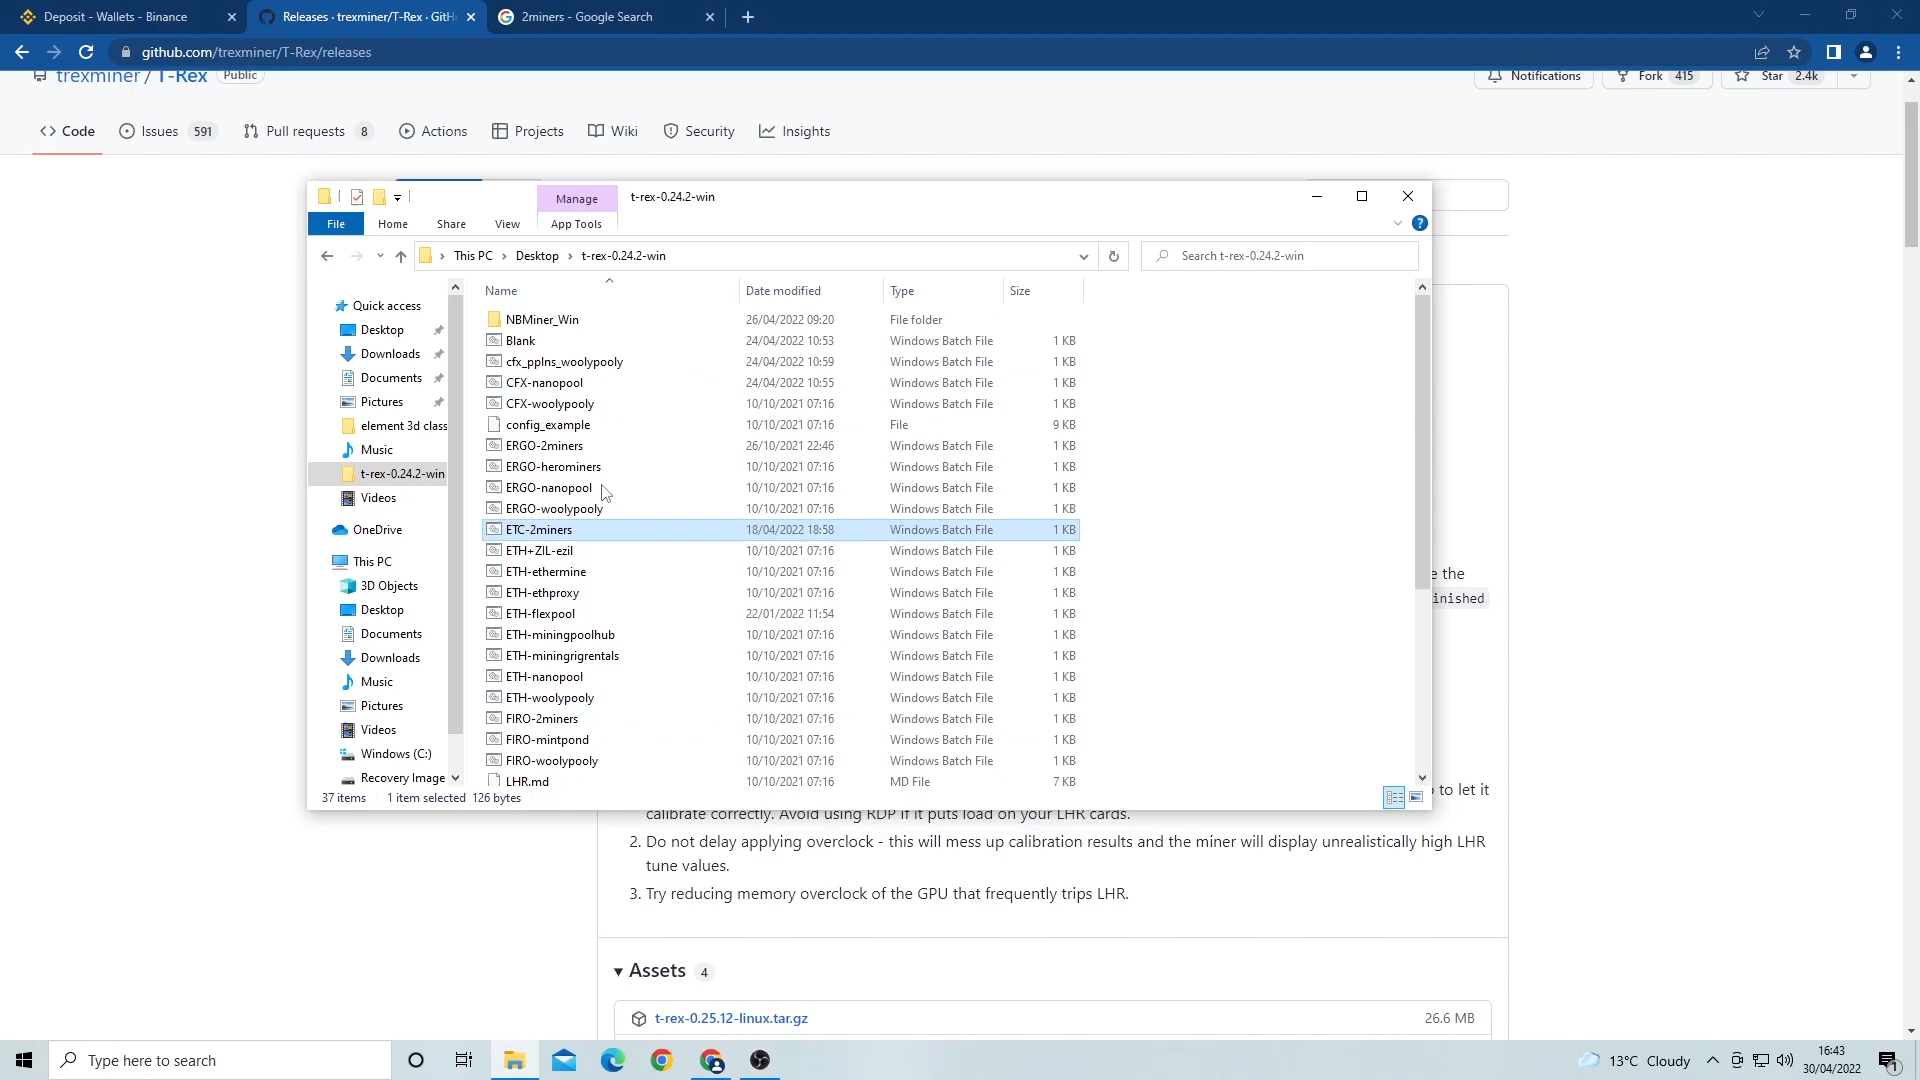 Deposit - Wallets - Binance
Releases · trexminer/T-Rex · GitH
2miners - Google Search
github.com/trexminer/T-Rex/releases
trexminer / T-Rex Public
Notifications
Fork 415
Star 2.4k
Code
Issues 591
Pull requests 8
Actions
Projects
Wiki
Security
Insights
Manage
t-rex-0.24.2-win
File
Home
Share
View
App Tools
This PC
Desktop
t-rex-0.24.2-win
Search t-rex-0.24.2-win
Quick access
Desktop
Downloads
Documents
Pictures
element 3d class
Music
t-rex-0.24.2-win
Videos
OneDrive
This PC
3D Objects
Desktop
Documents
Downloads
Music
Pictures
Videos
Windows (C:)
Recovery Image
Name Date modified Type Size
NBMiner_Win 26/04/2022 09:20 File folder
Blank 24/04/2022 10:53 Windows Batch File 1 KB
cfx_pplns_woolypooly 24/04/2022 10:59 Windows Batch File 1 KB
CFX-nanopool 24/04/2022 10:55 Windows Batch File 1 KB
CFX-woolypooly 10/10/2021 07:16 Windows Batch File 1 KB
config_example 10/10/2021 07:16 File 9 KB
ERGO-2miners 26/10/2021 22:46 Windows Batch File 1 KB
ERGO-herominers 10/10/2021 07:16 Windows Batch File 1 KB
ERGO-nanopool 10/10/2021 07:16 Windows Batch File 1 KB
ERGO-woolypooly 10/10/2021 07:16 Windows Batch File 1 KB
ETC-2miners 18/04/2022 18:58 Windows Batch File 1 KB
ETH+ZIL-ezil 10/10/2021 07:16 Windows Batch File 1 KB
ETH-ethermine 10/10/2021 07:16 Windows Batch File 1 KB
ETH-ethproxy 10/10/2021 07:16 Windows Batch File 1 KB
ETH-flexpool 22/01/2022 11:54 Windows Batch File 1 KB
ETH-miningpoolhub 10/10/2021 07:16 Windows Batch File 1 KB
ETH-miningrigrentals 10/10/2021 07:16 Windows Batch File 1 KB
ETH-nanopool 10/10/2021 07:16 Windows Batch File 1 KB
ETH-woolypooly 10/10/2021 07:16 Windows Batch File 1 KB
FIRO-2miners 10/10/2021 07:16 Windows Batch File 1 KB
FIRO-mintpond 10/10/2021 07:16 Windows Batch File 1 KB
FIRO-woolypooly 10/10/2021 07:16 Windows Batch File 1 KB
LHR.md 10/10/2021 07:16 MD File 7 KB
37 items 1 item selected 126 bytes
e the
inished
to let it
calibrate correctly. Avoid using RDP if it puts load on your LHR cards.
2. Do not delay applying overclock - this will mess up calibration results and the miner will display unrealistically high LHR
tune values.
3. Try reducing memory overclock of the GPU that frequently trips LHR.
Assets 4
t-rex-0.25.12-linux.tar.gz 26.6 MB
Type here to search
13°C Cloudy
16:43
30/04/2022
1